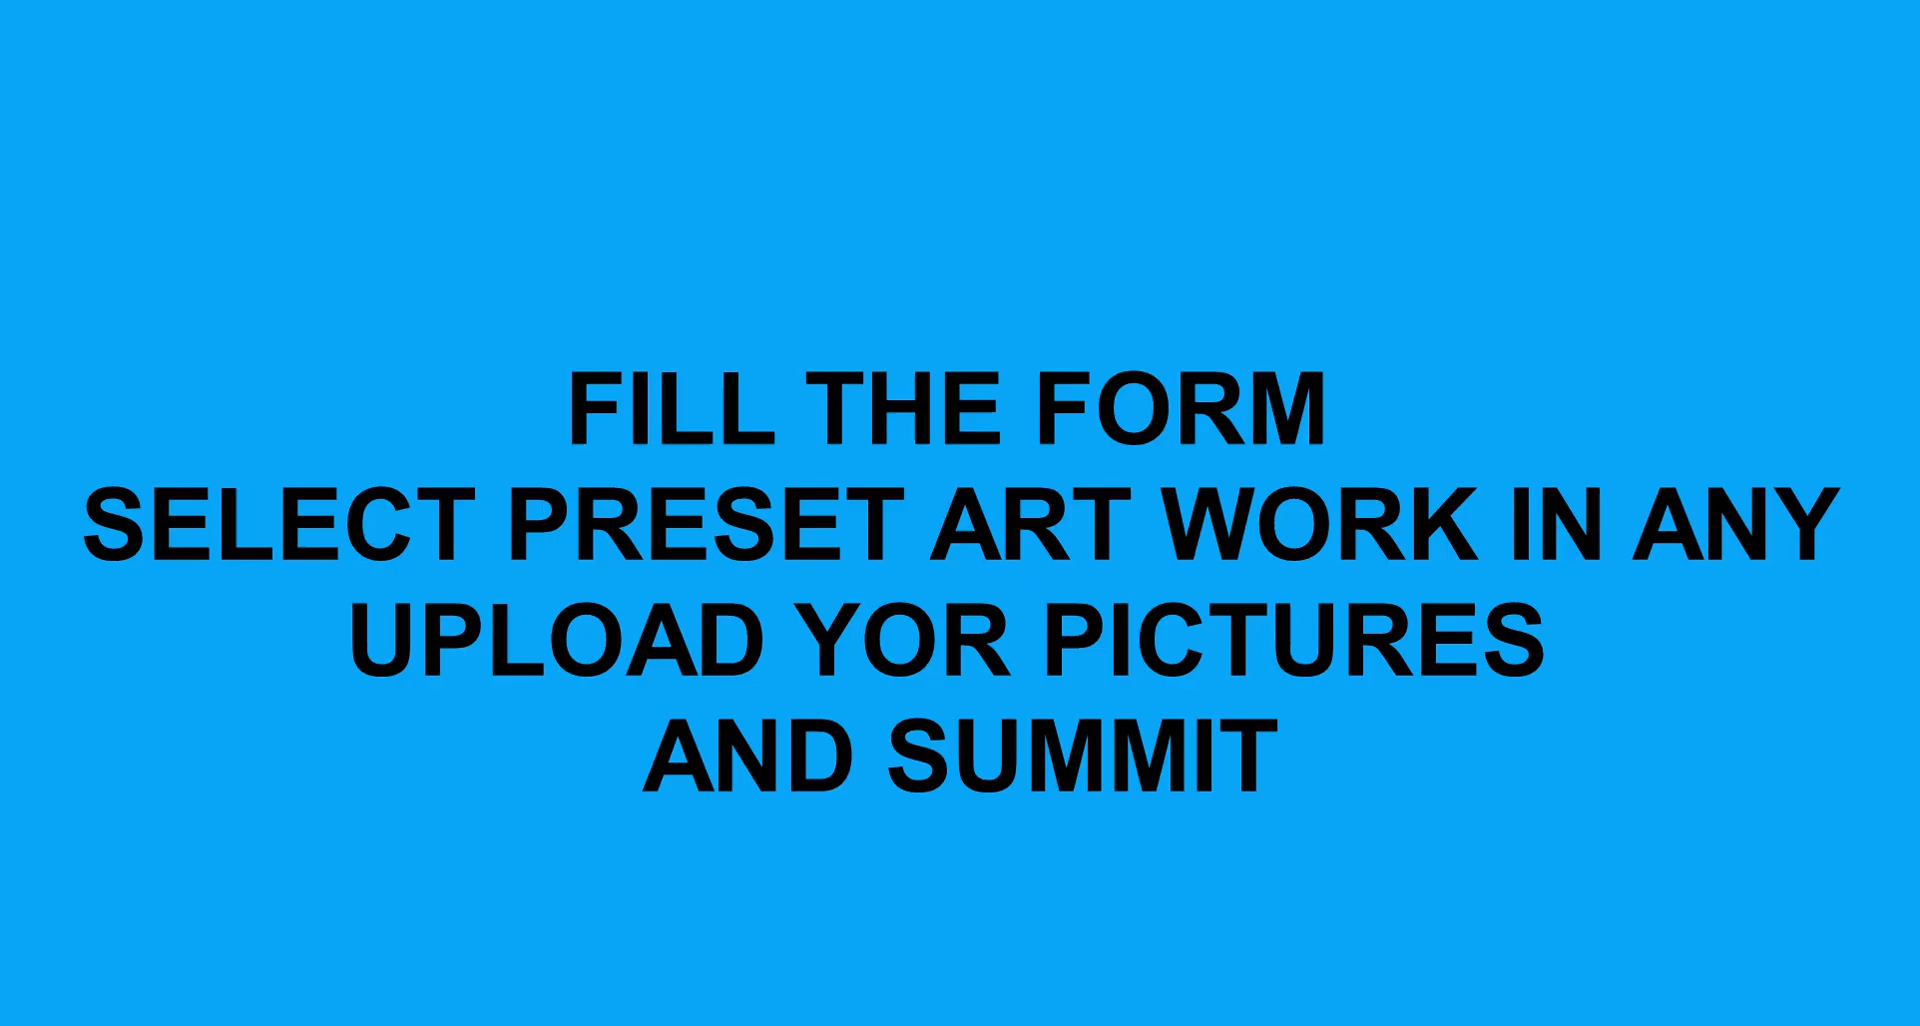 FILL THE FORM
SELECT PRESET ART WORK IN ANY
UPLOAD YOR PICTURES
AND SUMMIT